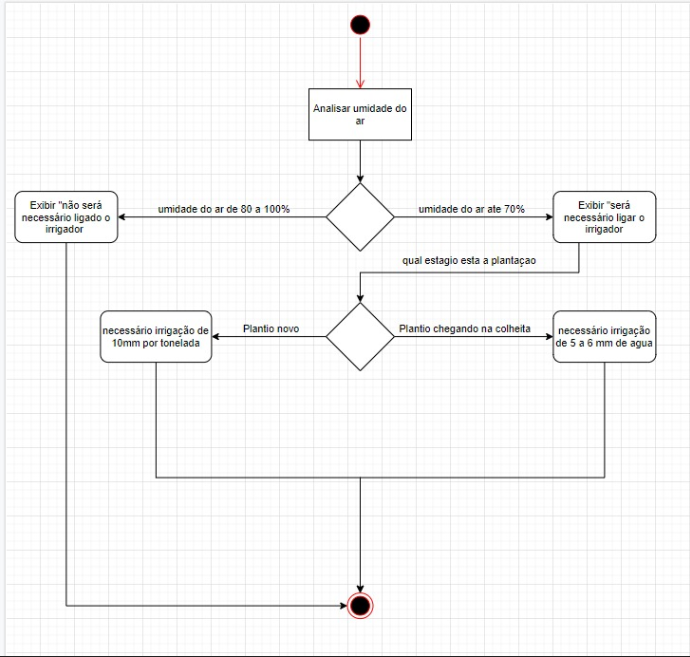 Analisar umidade do
ar
Exibir "não será
necessário ligado o
irrigador
umidade do ar de 80 a 100%
umidade do ar ate 70%
Exibir "será
necessário ligar o
irrigador
qual estagio esta a plantaçao
necessário irrigação de
10mm por tonelada
Plantio novo
Plantio chegando na colheita
necessário irrigação
de 5 a 6 mm de agua